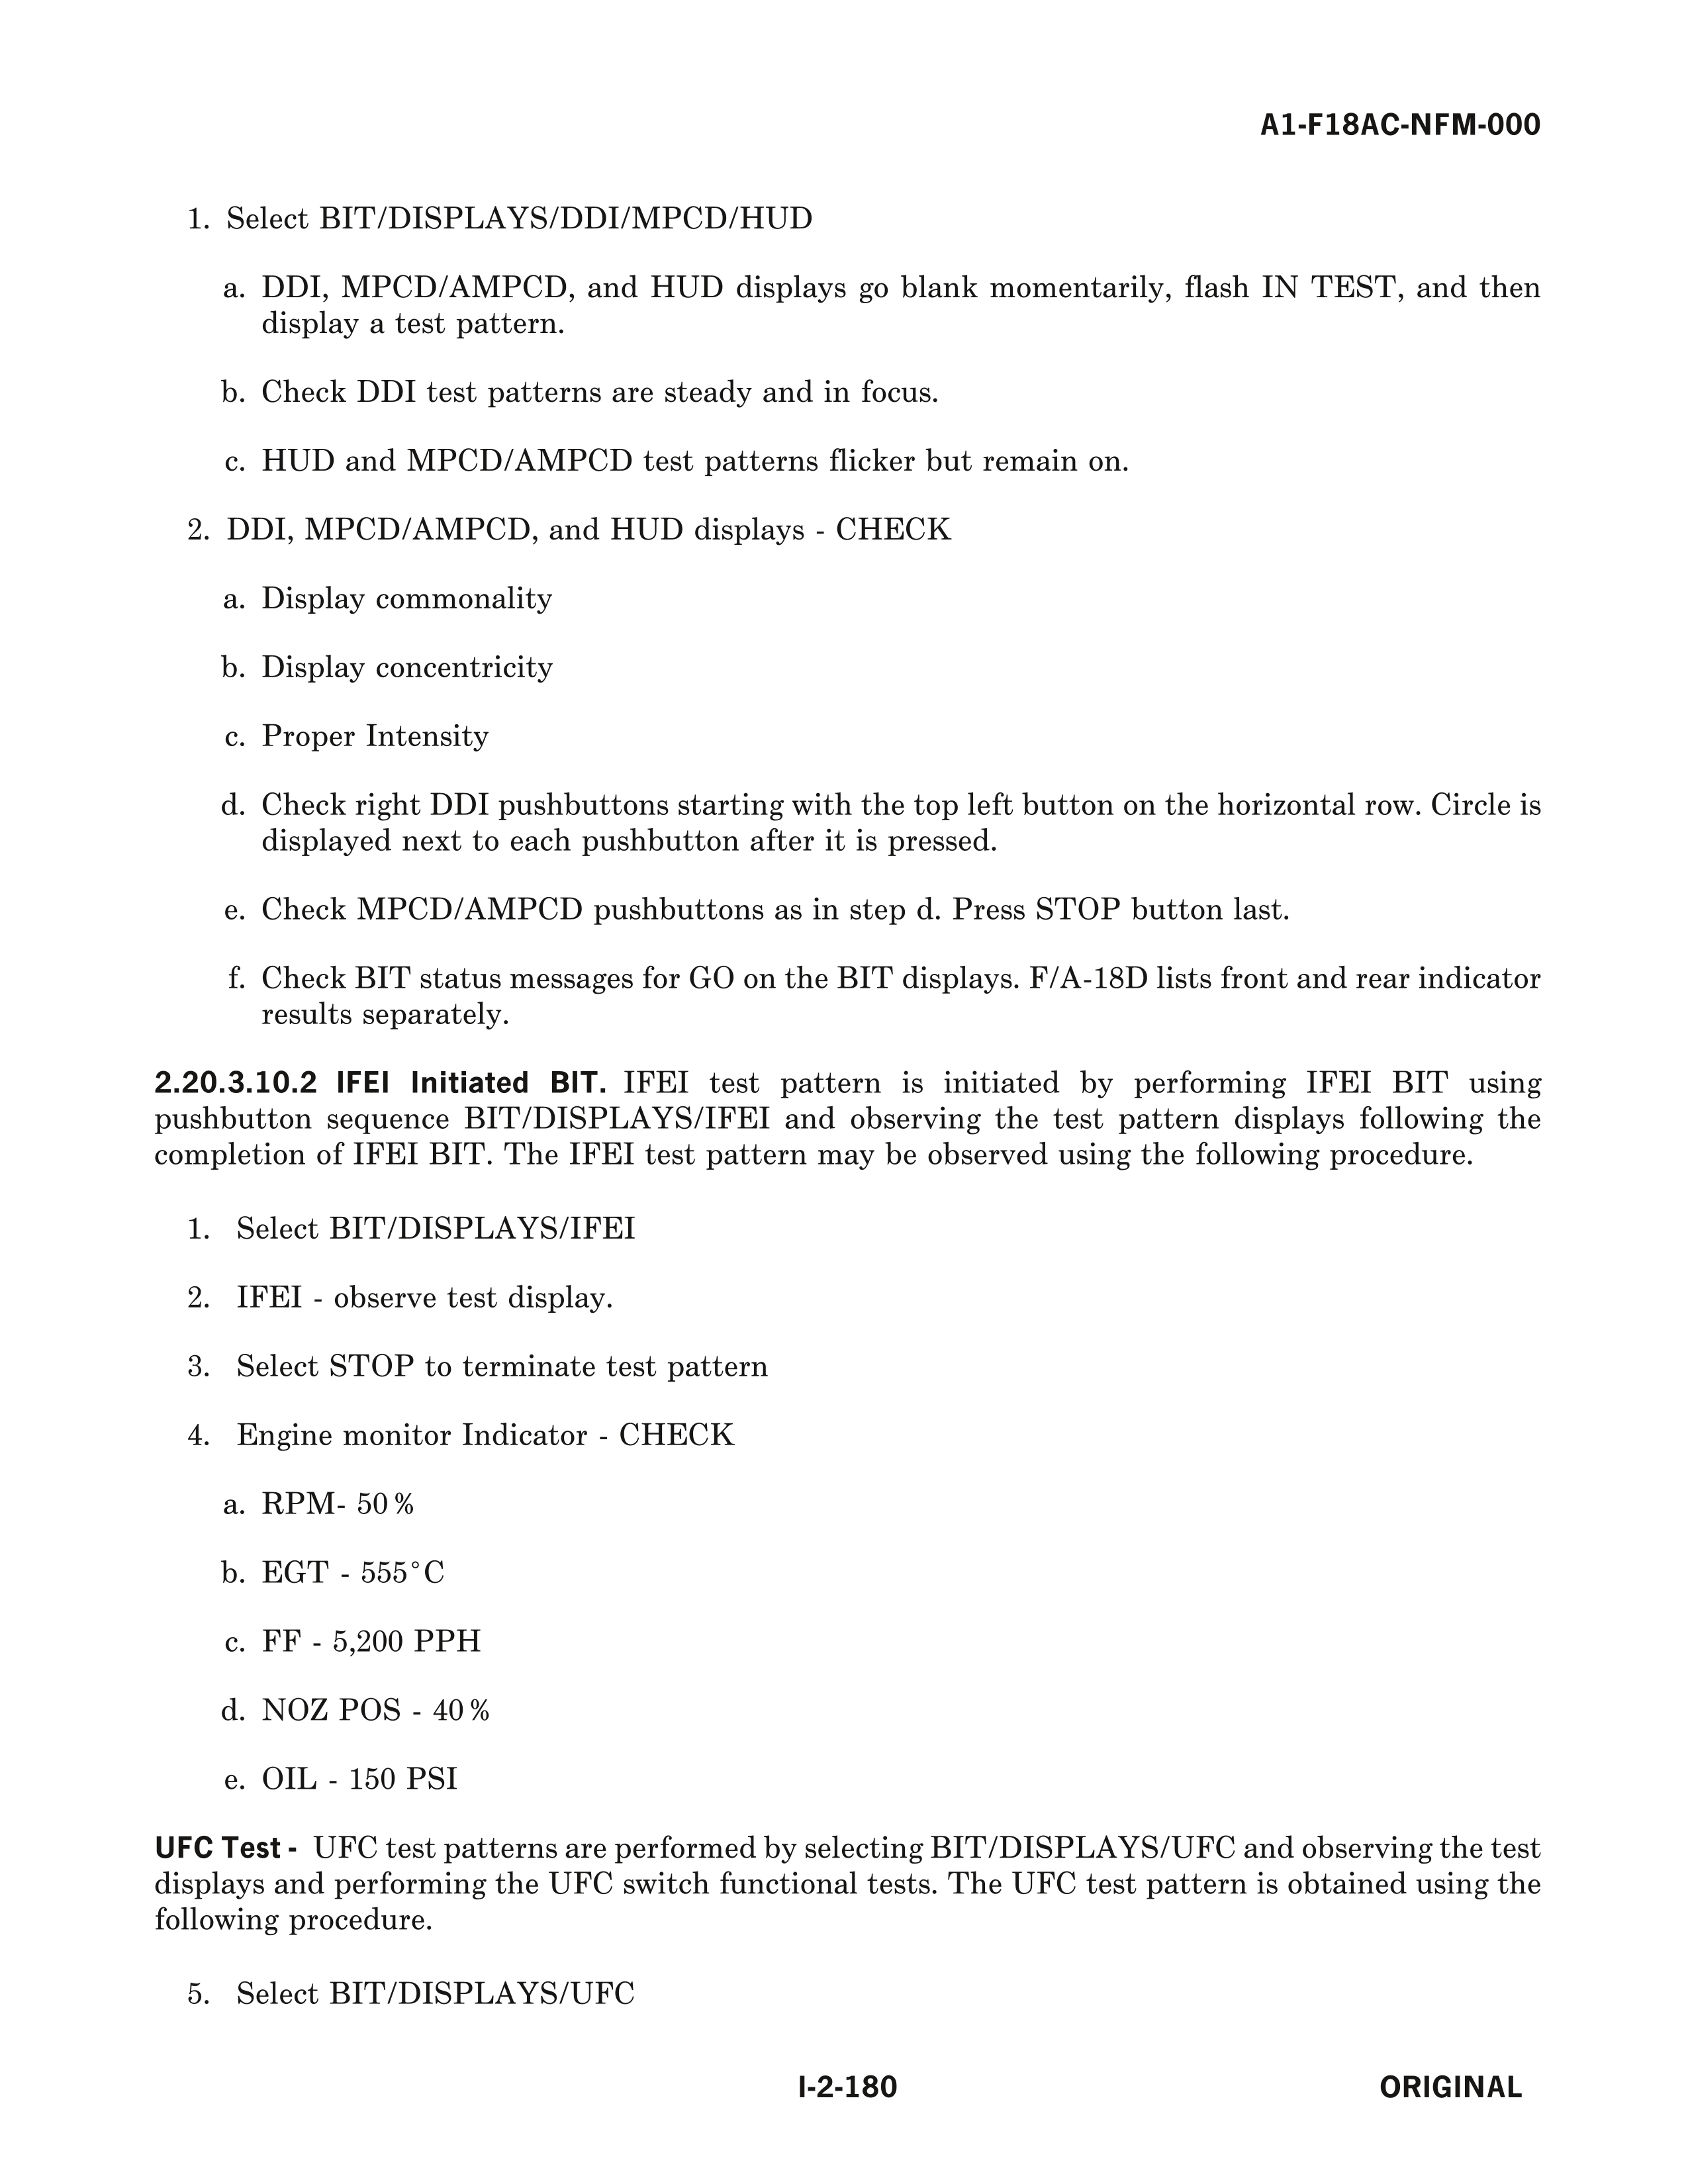 A1-F18AC-NFM-000
1. Select BIT/DISPLAYS/DDI/MPCD/HUD
a. DDI, MPCD/AMPCD, and HUD displays go blank momentarily, flash IN TEST, and then
display a test pattern.
b. Check DDI test patterns are steady and in focus.
c. HUD and MPCD/AMPCD test patterns flicker but remain on.
2. DDI, MPCD/AMPCD, and HUD displays - CHECK
a. Display commonality
b. Display concentricity
c. Proper Intensity
d. Check right DDI pushbuttons starting with the top left button on the horizontal row. Circle is
displayed next to each pushbutton after it is pressed.
e. Check MPCD/AMPCD pushbuttons as in step d. Press STOP button last.
f. Check BIT status messages for GO on the BIT displays. F/A-18D lists front and rear indicator
results separately.
2.20.3.10.2 IFEI Initiated BIT. IFEI test pattern is initiated by performing IFEI BIT using
pushbutton sequence BIT/DISPLAYS/IFEI and observing the test pattern displays following the
completion of IFEI BIT. The IFEI test pattern may be observed using the following procedure.
1. Select BIT/DISPLAYS/IFEI
2. IFEI - observe test display.
3. Select STOP to terminate test pattern
4. Engine monitor Indicator - CHECK
a. RPM- 50%
b. EGT - 555°C
c. FF - 5,200 PPH
d. NOZ POS - 40%
e. OIL - 150 PSI
UFC Test - UFC test patterns are performed by selecting BIT/DISPLAYS/UFC and observing the test
displays and performing the UFC switch functional tests. The UFC test pattern is obtained using the
following procedure.
5. Select BIT/DISPLAYS/UFC
I-2-180
ORIGINAL